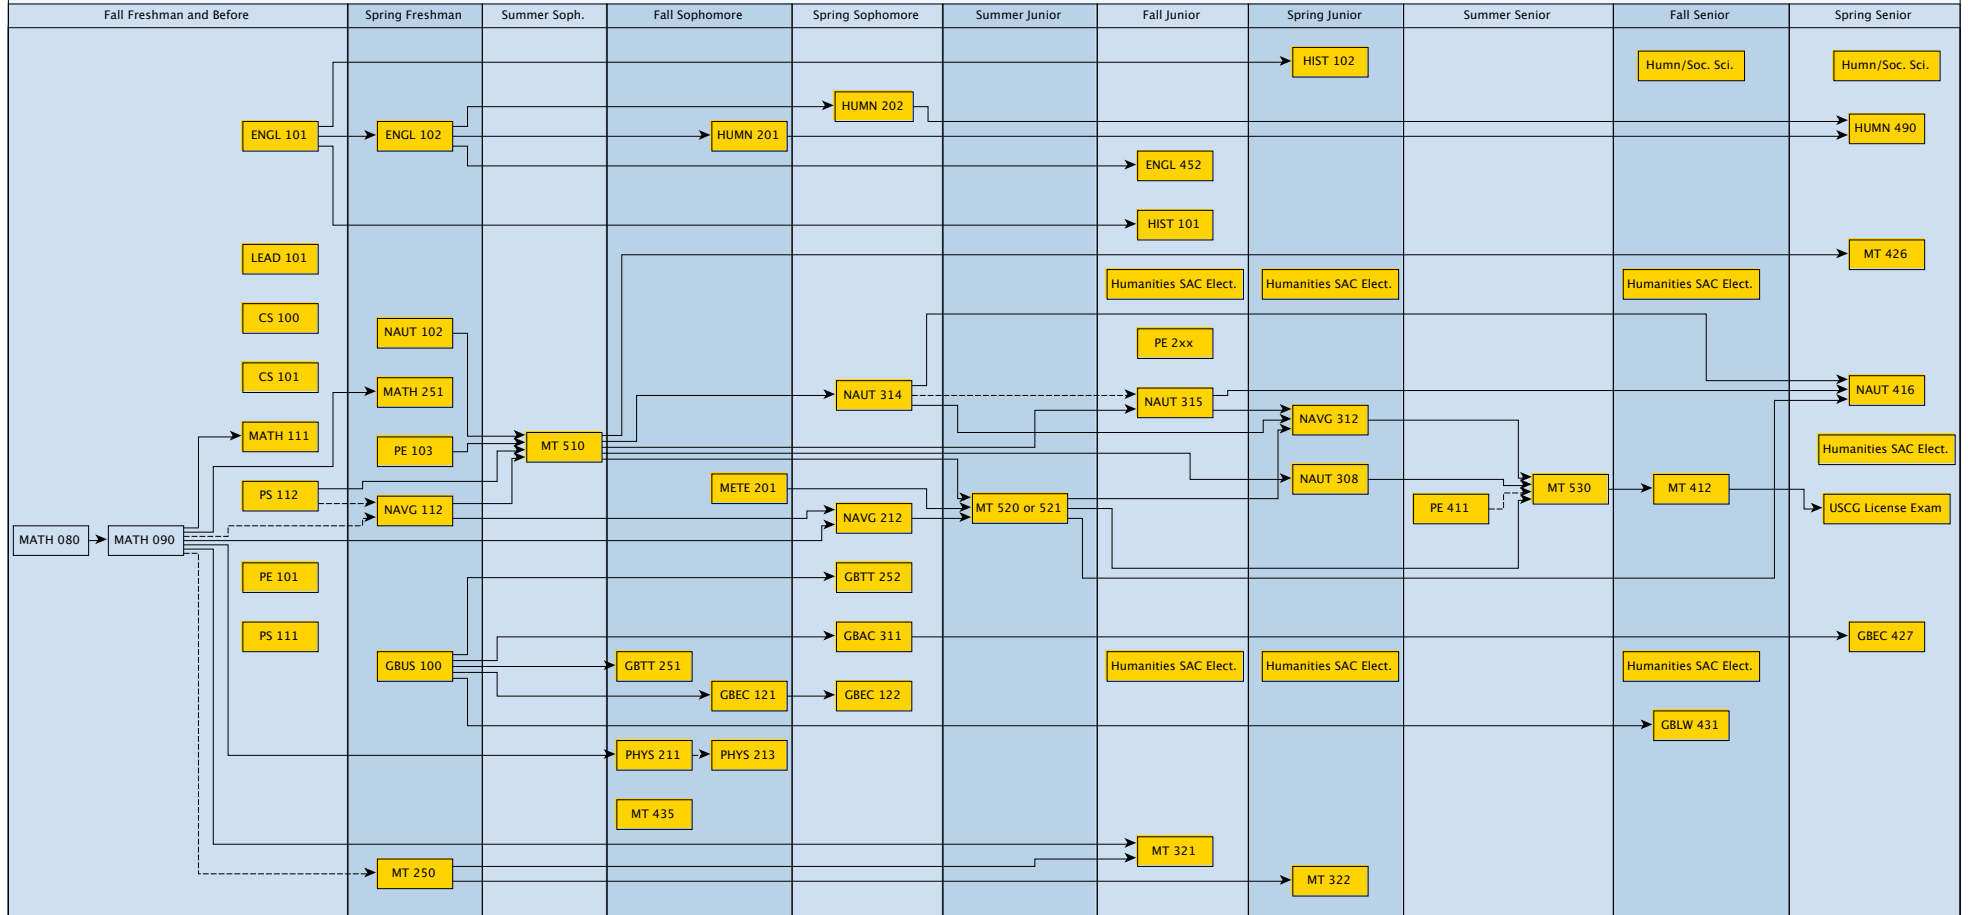 Fall Freshman and Before
Spring Freshman
Summer Soph.
Fall Sophomore
Spring Sophomore
Summer Junior
Fall Junior
Spring Junior
Summer Senior
Fall Senior
Spring Senior
MATH 080
MATH 090
ENGL 101
LEAD 101
CS 100
CS 101
MATH 111
PS 112
PE 101
PS 111
ENGL 102
NAUT 102
MATH 251
PE 103
NAVG 112
GBUS 100
MT 250
MT 510
HUMN 201
METE 201
GBTT 251
GBEC 121
PHYS 211
PHYS 213
MT 435
HUMN 202
NAUT 314
NAVG 212
GBTT 252
GBAC 311
GBEC 122
MT 520 or 521
ENGL 452
HIST 101
Humanities SAC Elect.
PE 2xx
NAUT 315
Humanities SAC Elect.
MT 321
HIST 102
Humanities SAC Elect.
NAVG 312
NAUT 308
Humanities SAC Elect.
MT 322
PE 411
MT 530
Humn/Soc. Sci.
Humanities SAC Elect.
MT 412
Humanities SAC Elect.
GBLW 431
Humn/Soc. Sci.
HUMN 490
MT 426
NAUT 416
Humanities SAC Elect.
USCG License Exam
GBEC 427